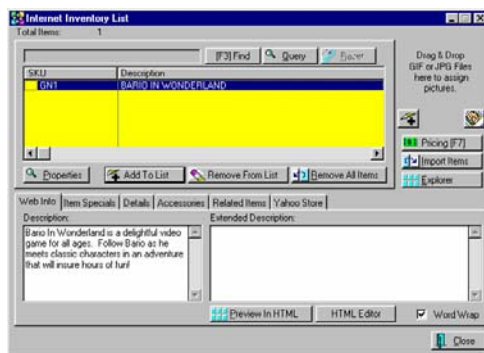 Internet Inventory List
Total Items: 1
[F3] Find
Query
Reset
SKU Description
GN1 BARIO IN WONDERLAND
Drag & Drop
GIF or JPG Files
here to assign
pictures.
Pricing [F7]
Import Items
Explorer
Properties
Add To List
Remove From List
Remove All Items
Web Info Item Specials Details Accessories Related Items Yahoo Store
Description: Extended Description:
Bario In Wonderland is a delightful video
game for all ages. Follow Bario as he
meets classic characters in an adventure
that will insure hours of fun!
Preview In HTML
HTML Editor
Word Wrap
Close